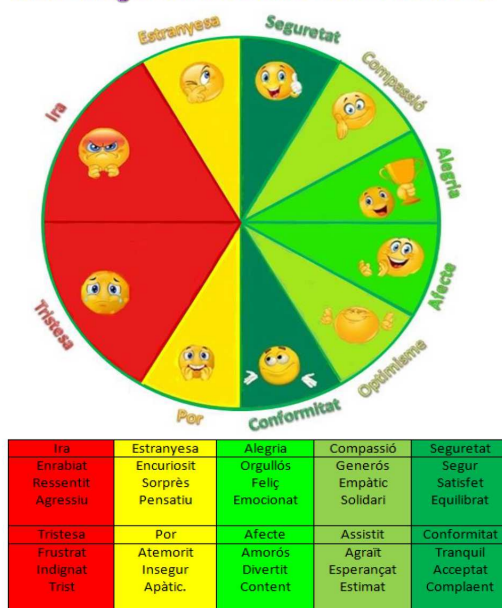 Estranyesa
Seguretat
Compassió
Ira
Alegria
Afecte
Tristesa
Optimisme
Por
Conformitat
Ira Estranyesa Alegria Compassió Seguretat
Enrabiat Encuriosit Orgullós Generós Segur
Ressentit Sorprès Feliç Empàtic Satisfet
Agressiu Pensatiu Emocionat Solidari Equilibrat
Tristesa Por Afecte Assistit Conformitat
Frustrat Atemorit Amorós Agraït Tranquil
Indignat Insegur Divertit Esperançat Acceptat
Trist Apàtic. Content Estimat Complaent